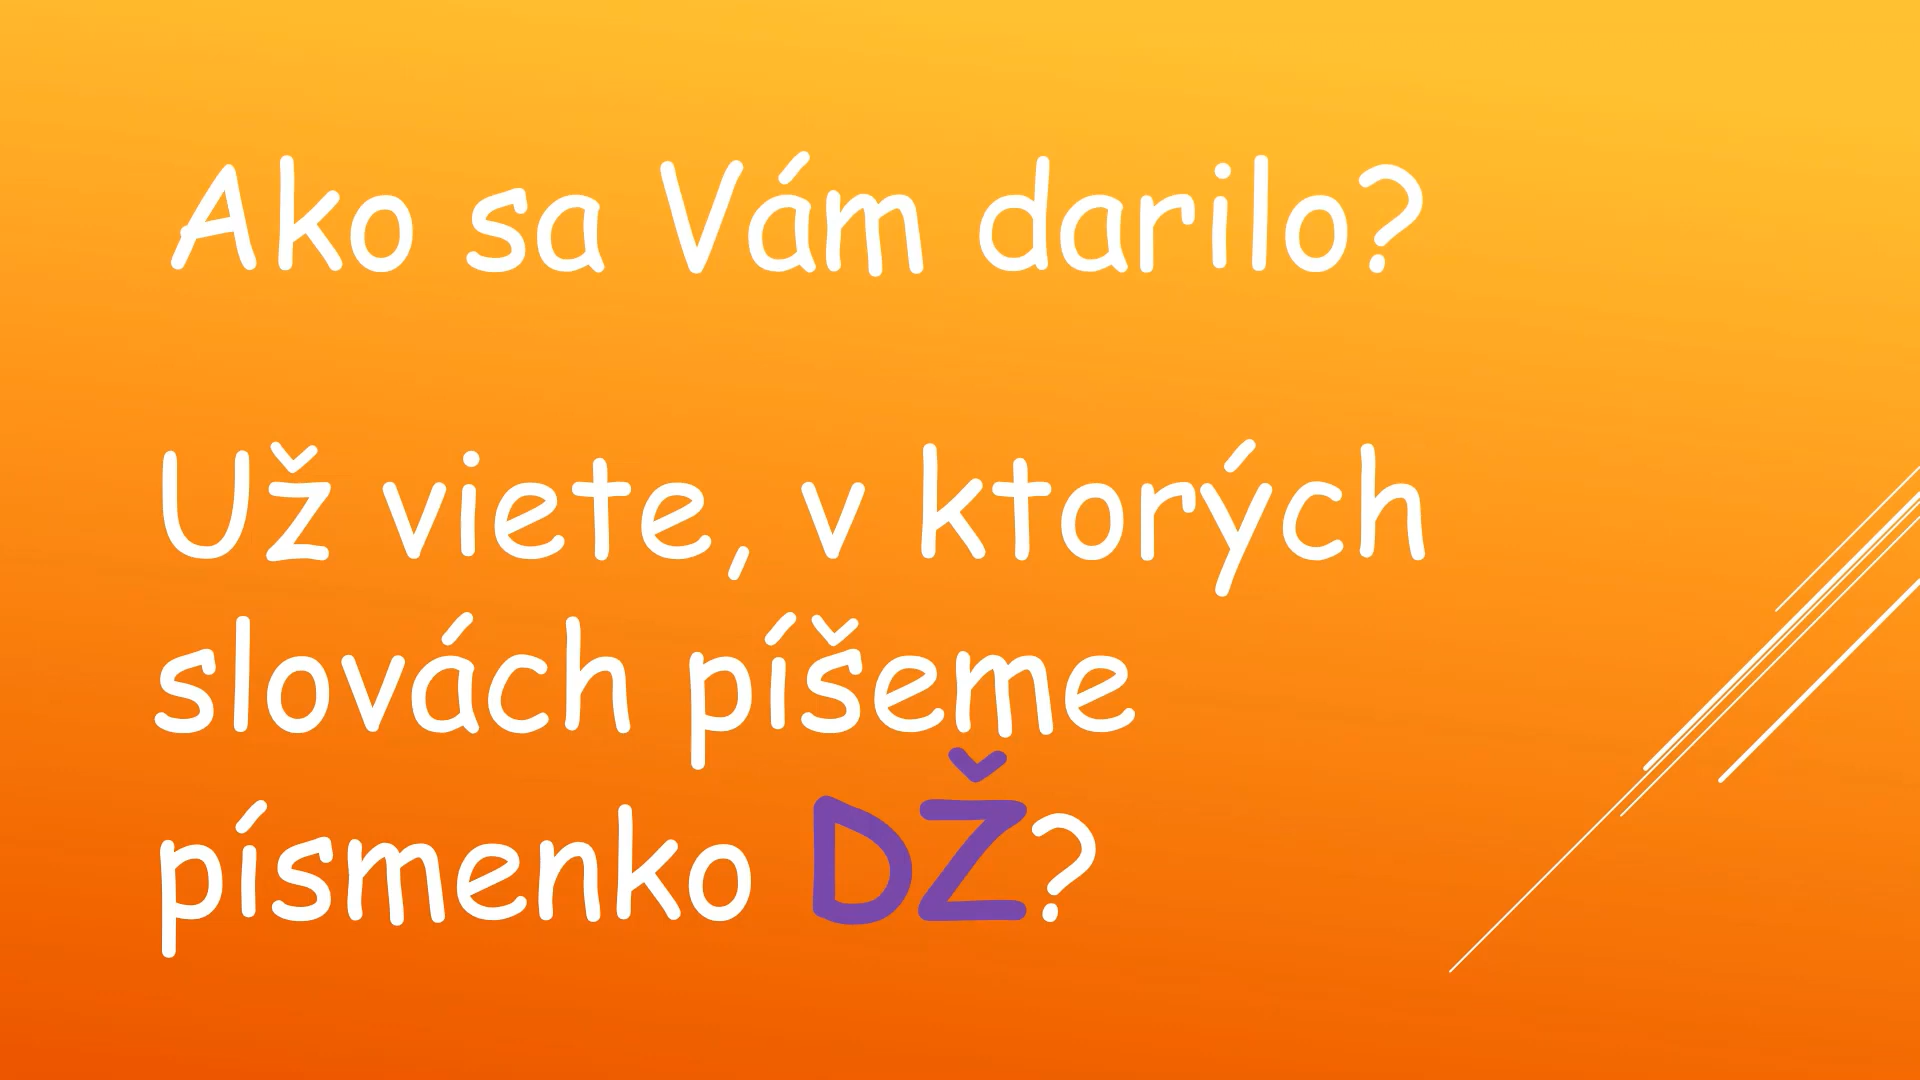 Ako sa Vám darilo?
Už viete, v ktorých
slovách píšeme
písmenko DŽ?